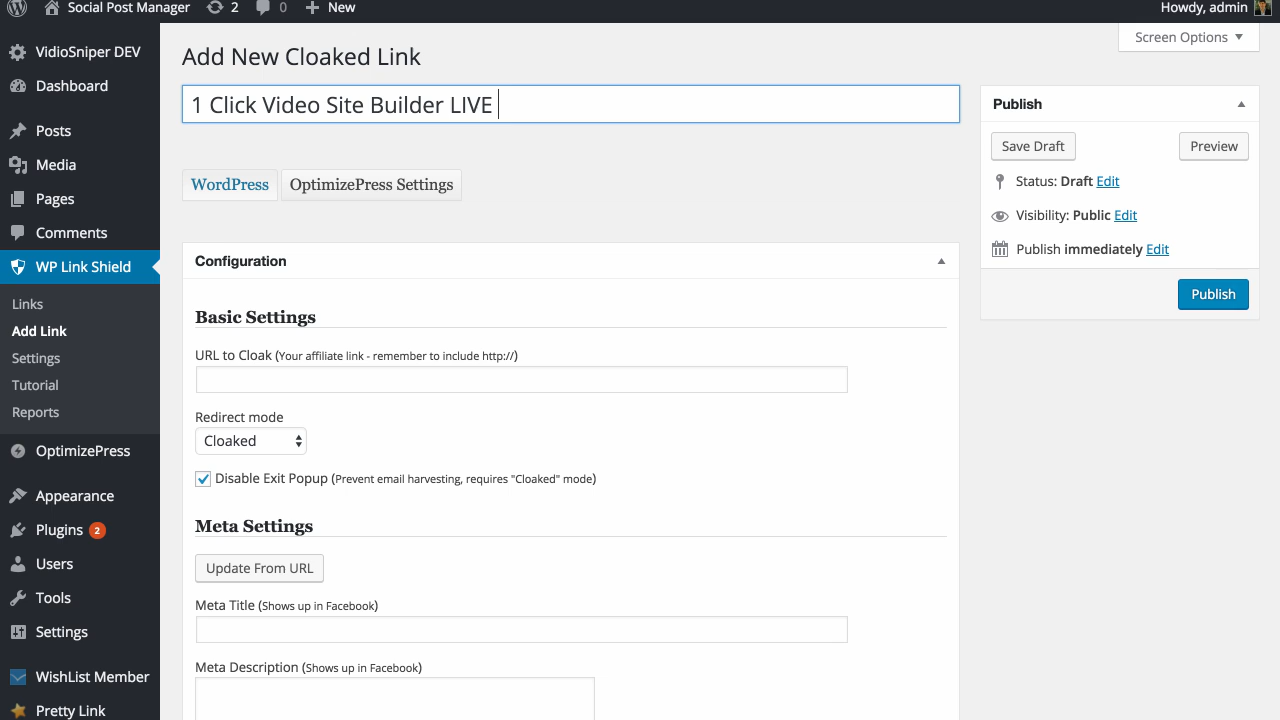 Social Post Manager
2
0
New
Howdy, admin
VidioSniper DEV
Dashboard
Posts
Media
Pages
Comments
WP Link Shield
Links
Add Link
Settings
Tutorial
Reports
OptimizePress
Appearance
Plugins 2
Users
Tools
Settings
WishList Member
Pretty Link
Screen Options
Add New Cloaked Link
1 Click Video Site Builder LIVE
WordPress
OptimizePress Settings
Configuration
Basic Settings
URL to Cloak (Your affiliate link - remember to include http://)
Redirect mode
Cloaked
Disable Exit Popup (Prevent email harvesting, requires "Cloaked" mode)
Meta Settings
Update From URL
Meta Title (Shows up in Facebook)
Meta Description (Shows up in Facebook)
Publish
Save Draft
Preview
Status: Draft Edit
Visibility: Public Edit
Publish immediately Edit
Publish